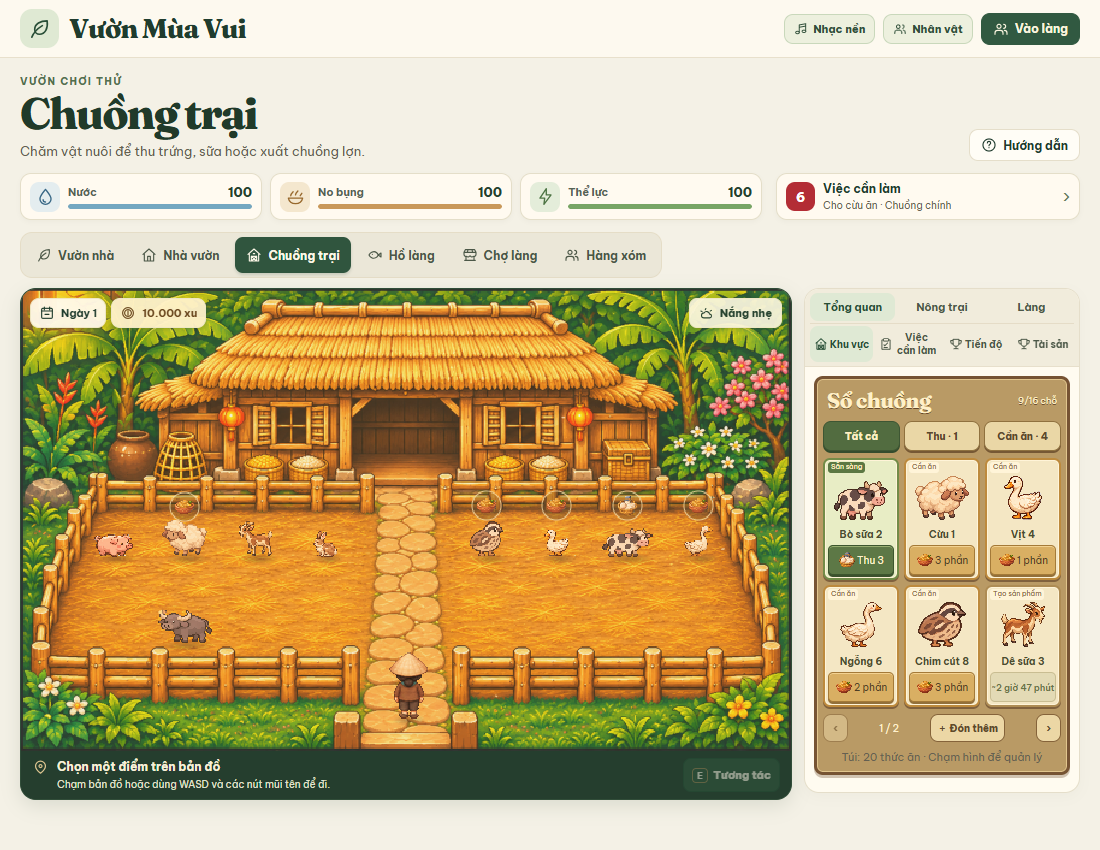 Vườn Mùa Vui
Nhạc nền
Nhân vật
Vào làng
VƯỜN CHƠI THỬ
Chuồng trại
Chăm vật nuôi để thu trứng, sữa hoặc xuất chuồng lợn.
Hướng dẫn
Nước 100
No bụng 100
Thể lực 100
6
Việc cần làm
Cho cừu ăn · Chuồng chính
Vườn nhà
Nhà vườn
Chuồng trại
Hồ làng
Chợ làng
Hàng xóm
Ngày 1
10.000 xu
Nắng nhẹ
Chọn một điểm trên bản đồ
Chạm bản đồ hoặc dùng WASD và các nút mũi tên để đi.
E Tương tác
Tổng quan
Nông trại
Làng
Khu vực
Việc
cần làm
Tiến độ
Tài sản
Sổ chuồng
9/16 chỗ
Tất cả
Thu · 1
Cần ăn · 4
Sẵn sàng
Cần ăn
Cần ăn
Bò sữa 2
Cừu 1
Vịt 4
Thu 3
3 phần
1 phần
Cần ăn
Cần ăn
Tạo sản phẩm
Ngỗng 6
Chim cút 8
Dê sữa 3
2 phần
3 phần
~2 giờ 47 phút
‹
1 / 2
+ Đón thêm
›
Túi: 20 thức ăn · Chạm hình để quản lý